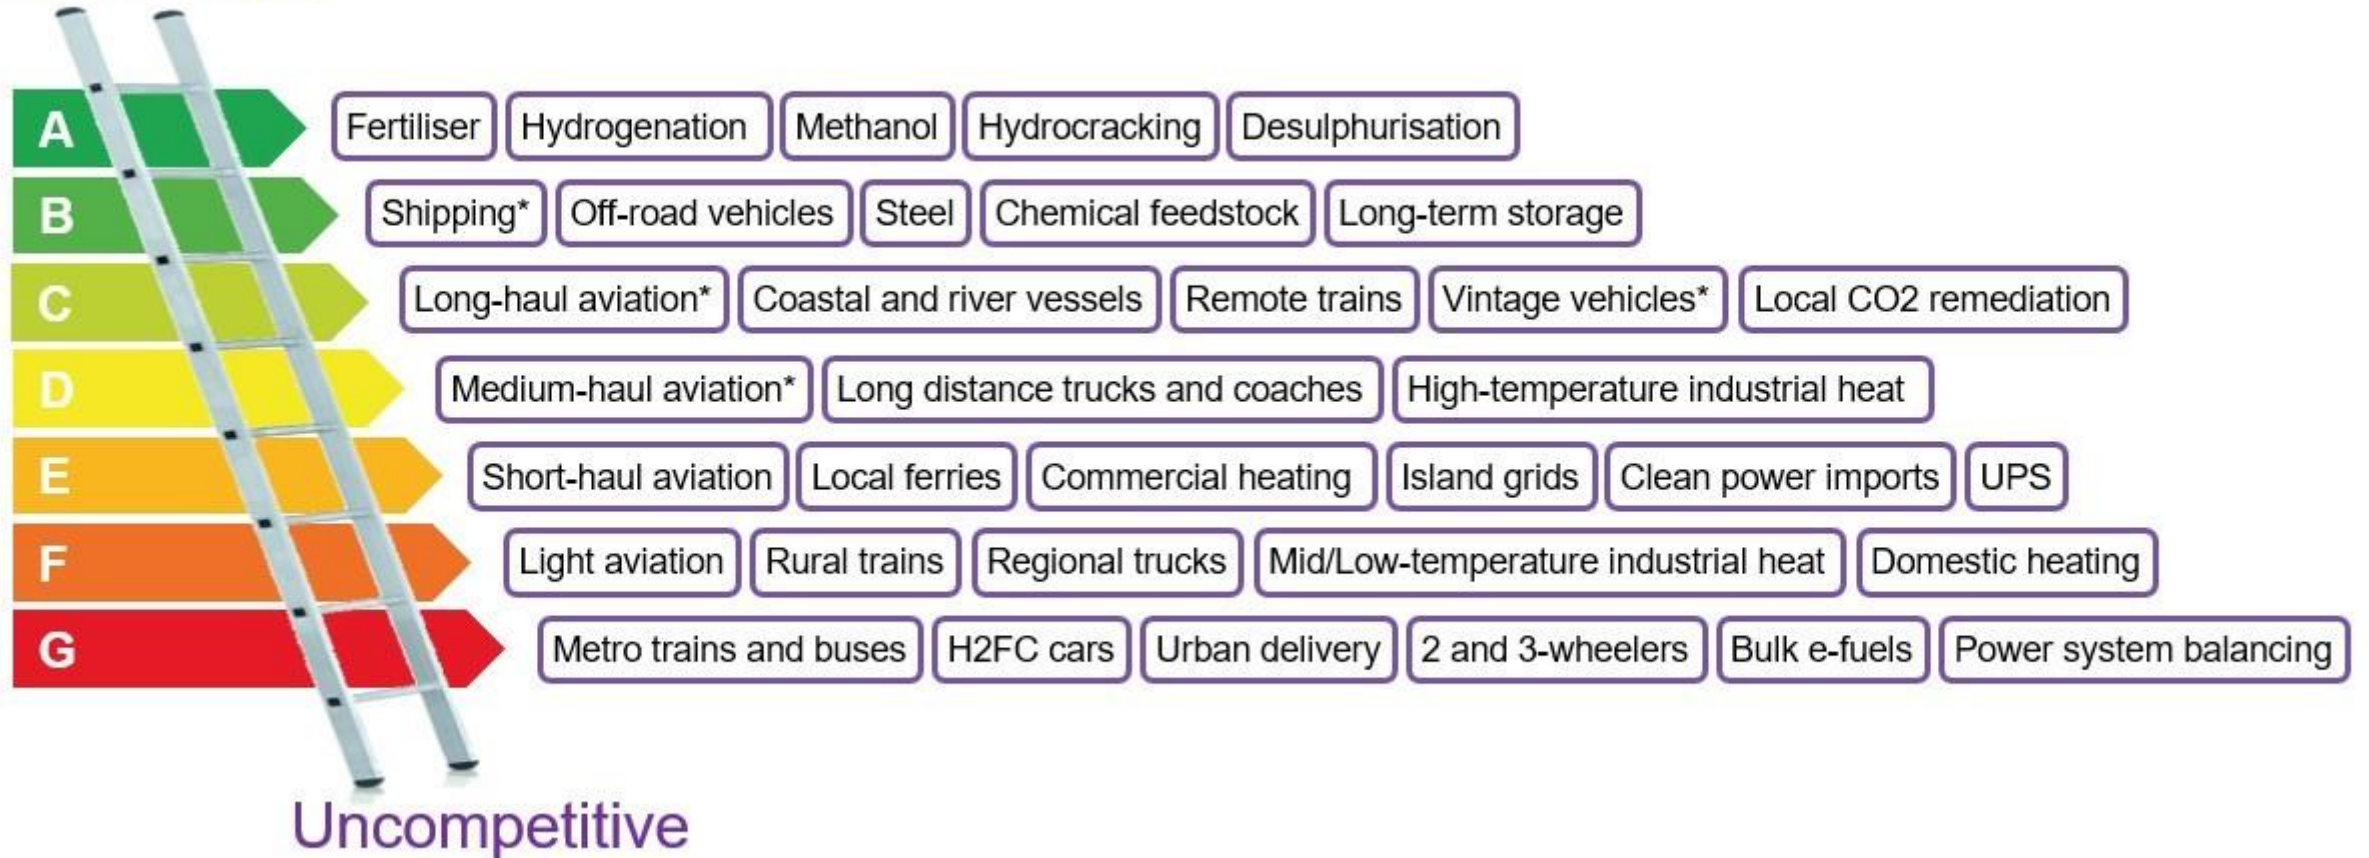 A Fertiliser Hydrogenation Methanol Hydrocracking Desulphurisation
B Shipping* Off-road vehicles Steel Chemical feedstock Long-term storage
C Long-haul aviation* Coastal and river vessels Remote trains Vintage vehicles* Local CO2 remediation
D Medium-haul aviation* Long distance trucks and coaches High-temperature industrial heat
E Short-haul aviation Local ferries Commercial heating Island grids Clean power imports UPS
F Light aviation Rural trains Regional trucks Mid/Low-temperature industrial heat Domestic heating
G Metro trains and buses H2FC cars Urban delivery 2 and 3-wheelers Bulk e-fuels Power system balancing
Uncompetitive